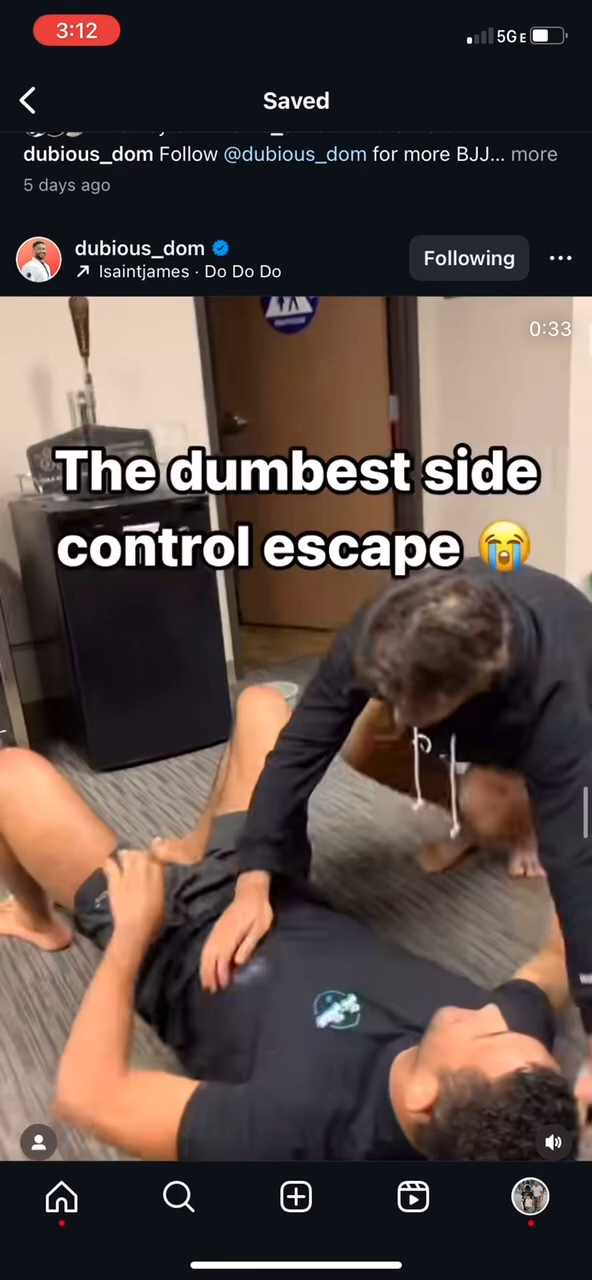 3:12
5G E
Saved
dubious_dom Follow @dubious_dom for more BJJ... more
5 days ago
dubious_dom
Isaintjames · Do Do Do
Following
0:33
The dumbest side
control escape 😭